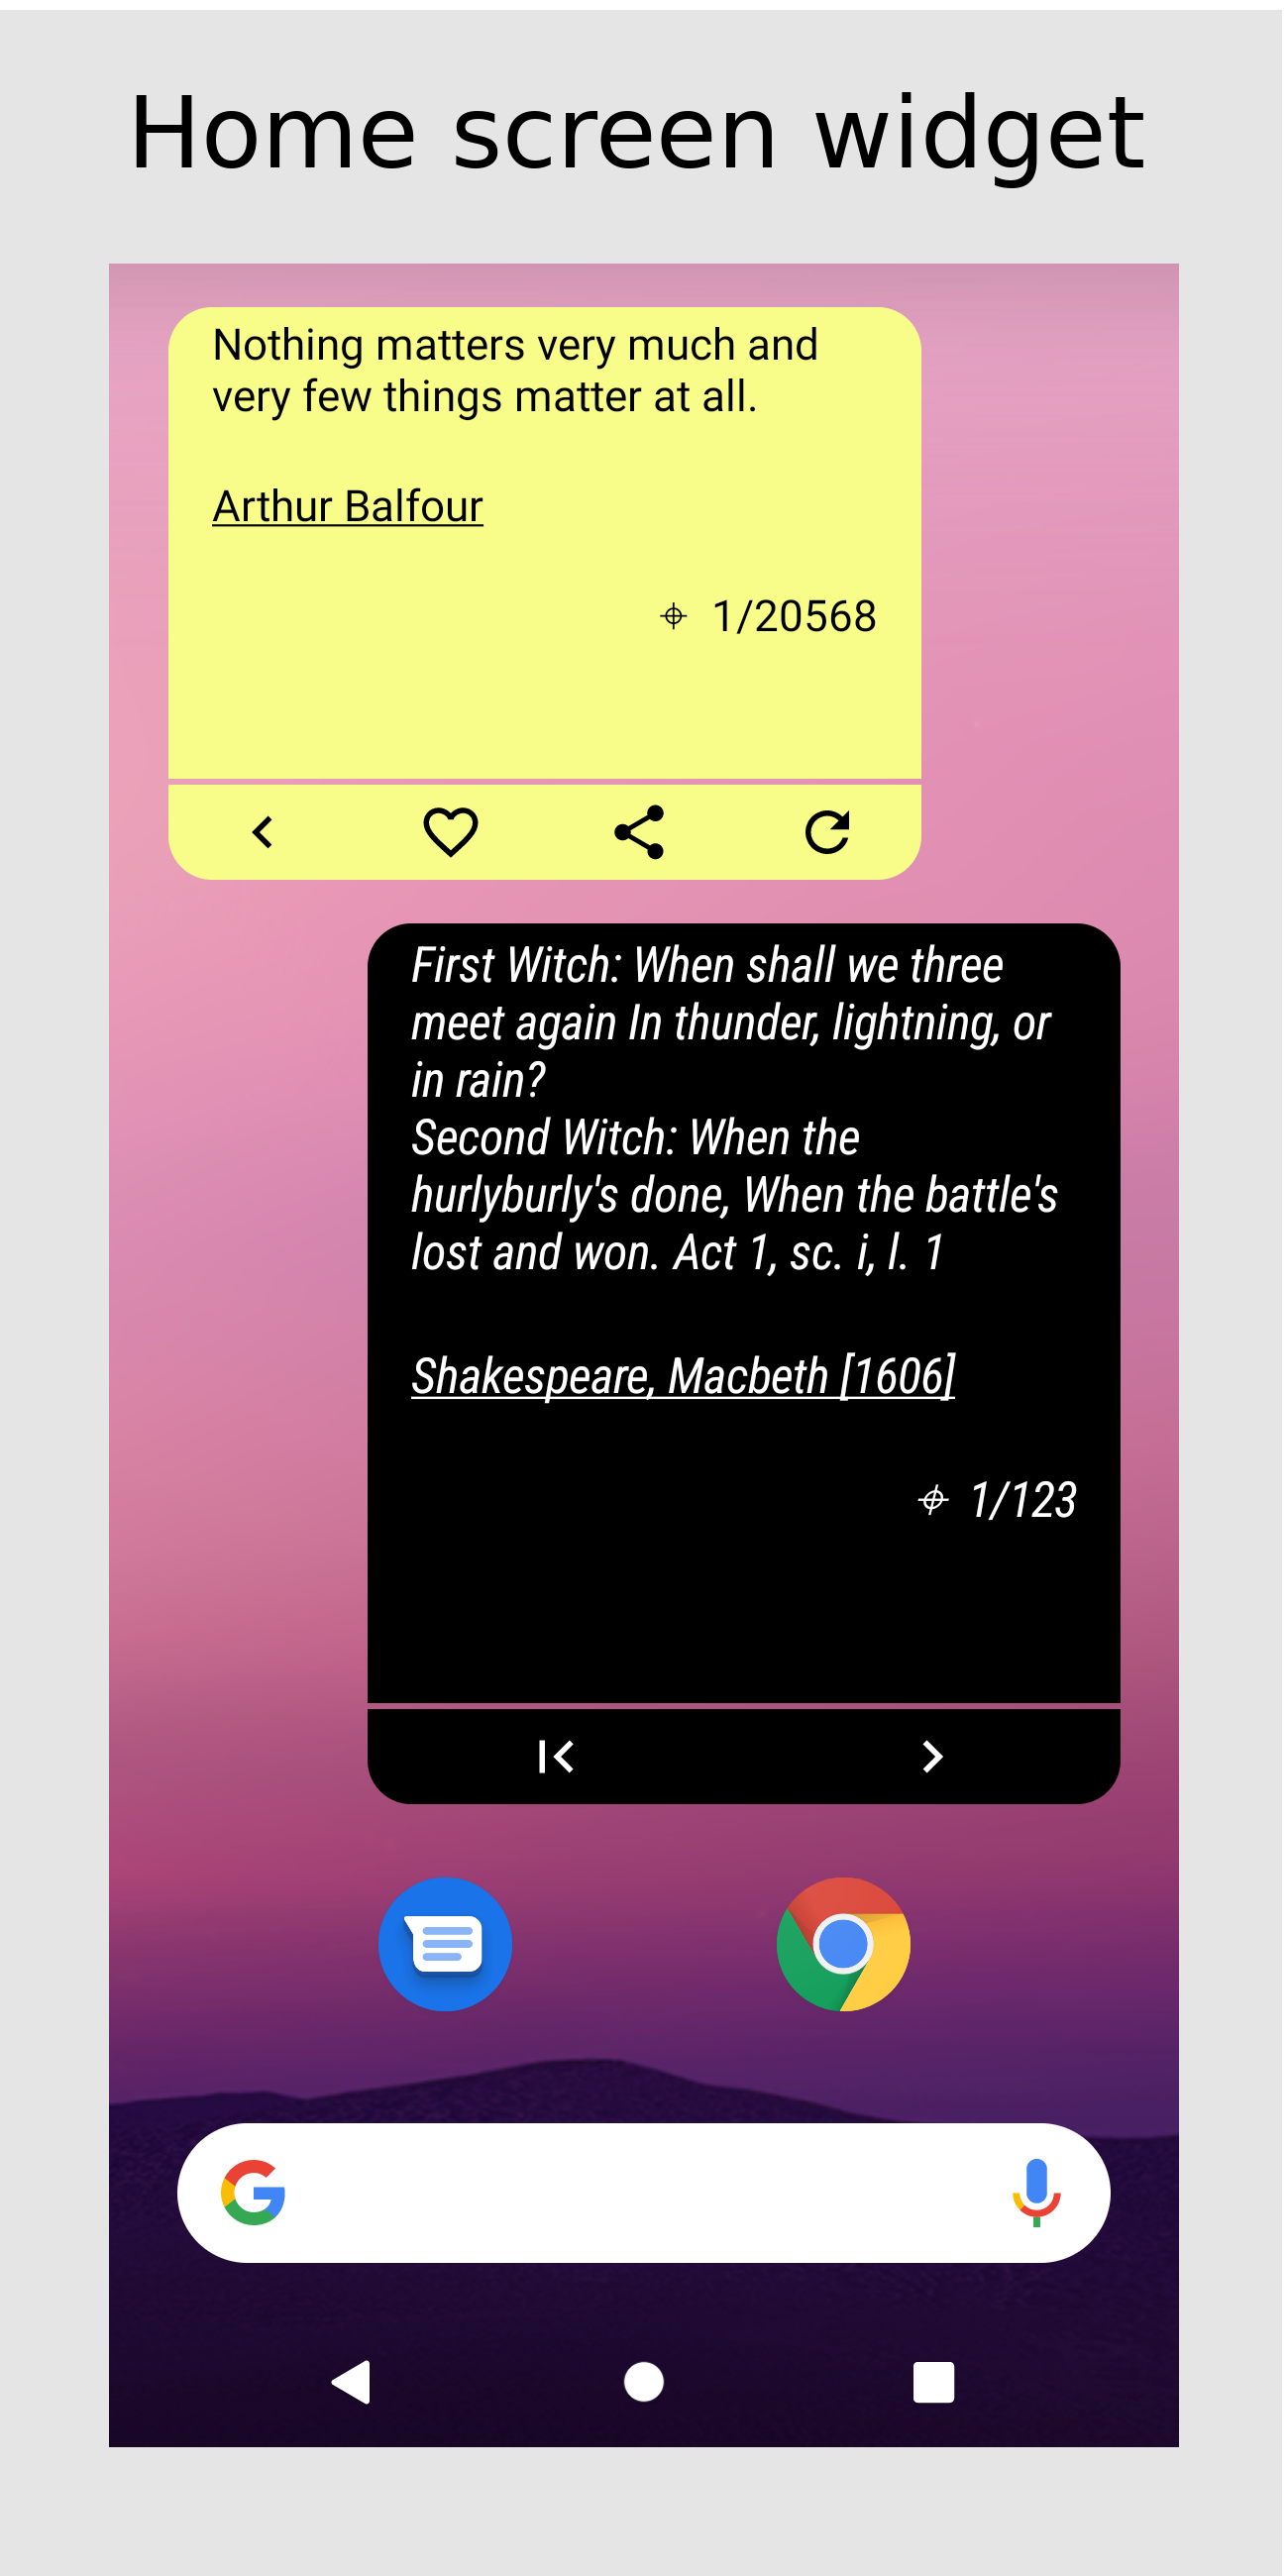 Home screen widget
Nothing matters very much and
very few things matter at all.
Arthur Balfour
⌖ 1/20568
First Witch: When shall we three
meet again In thunder, lightning, or
in rain?
Second Witch: When the
hurlyburly's done, When the battle's
lost and won. Act 1, sc. i, l. 1
Shakespeare, Macbeth [1606]
⌖ 1/123